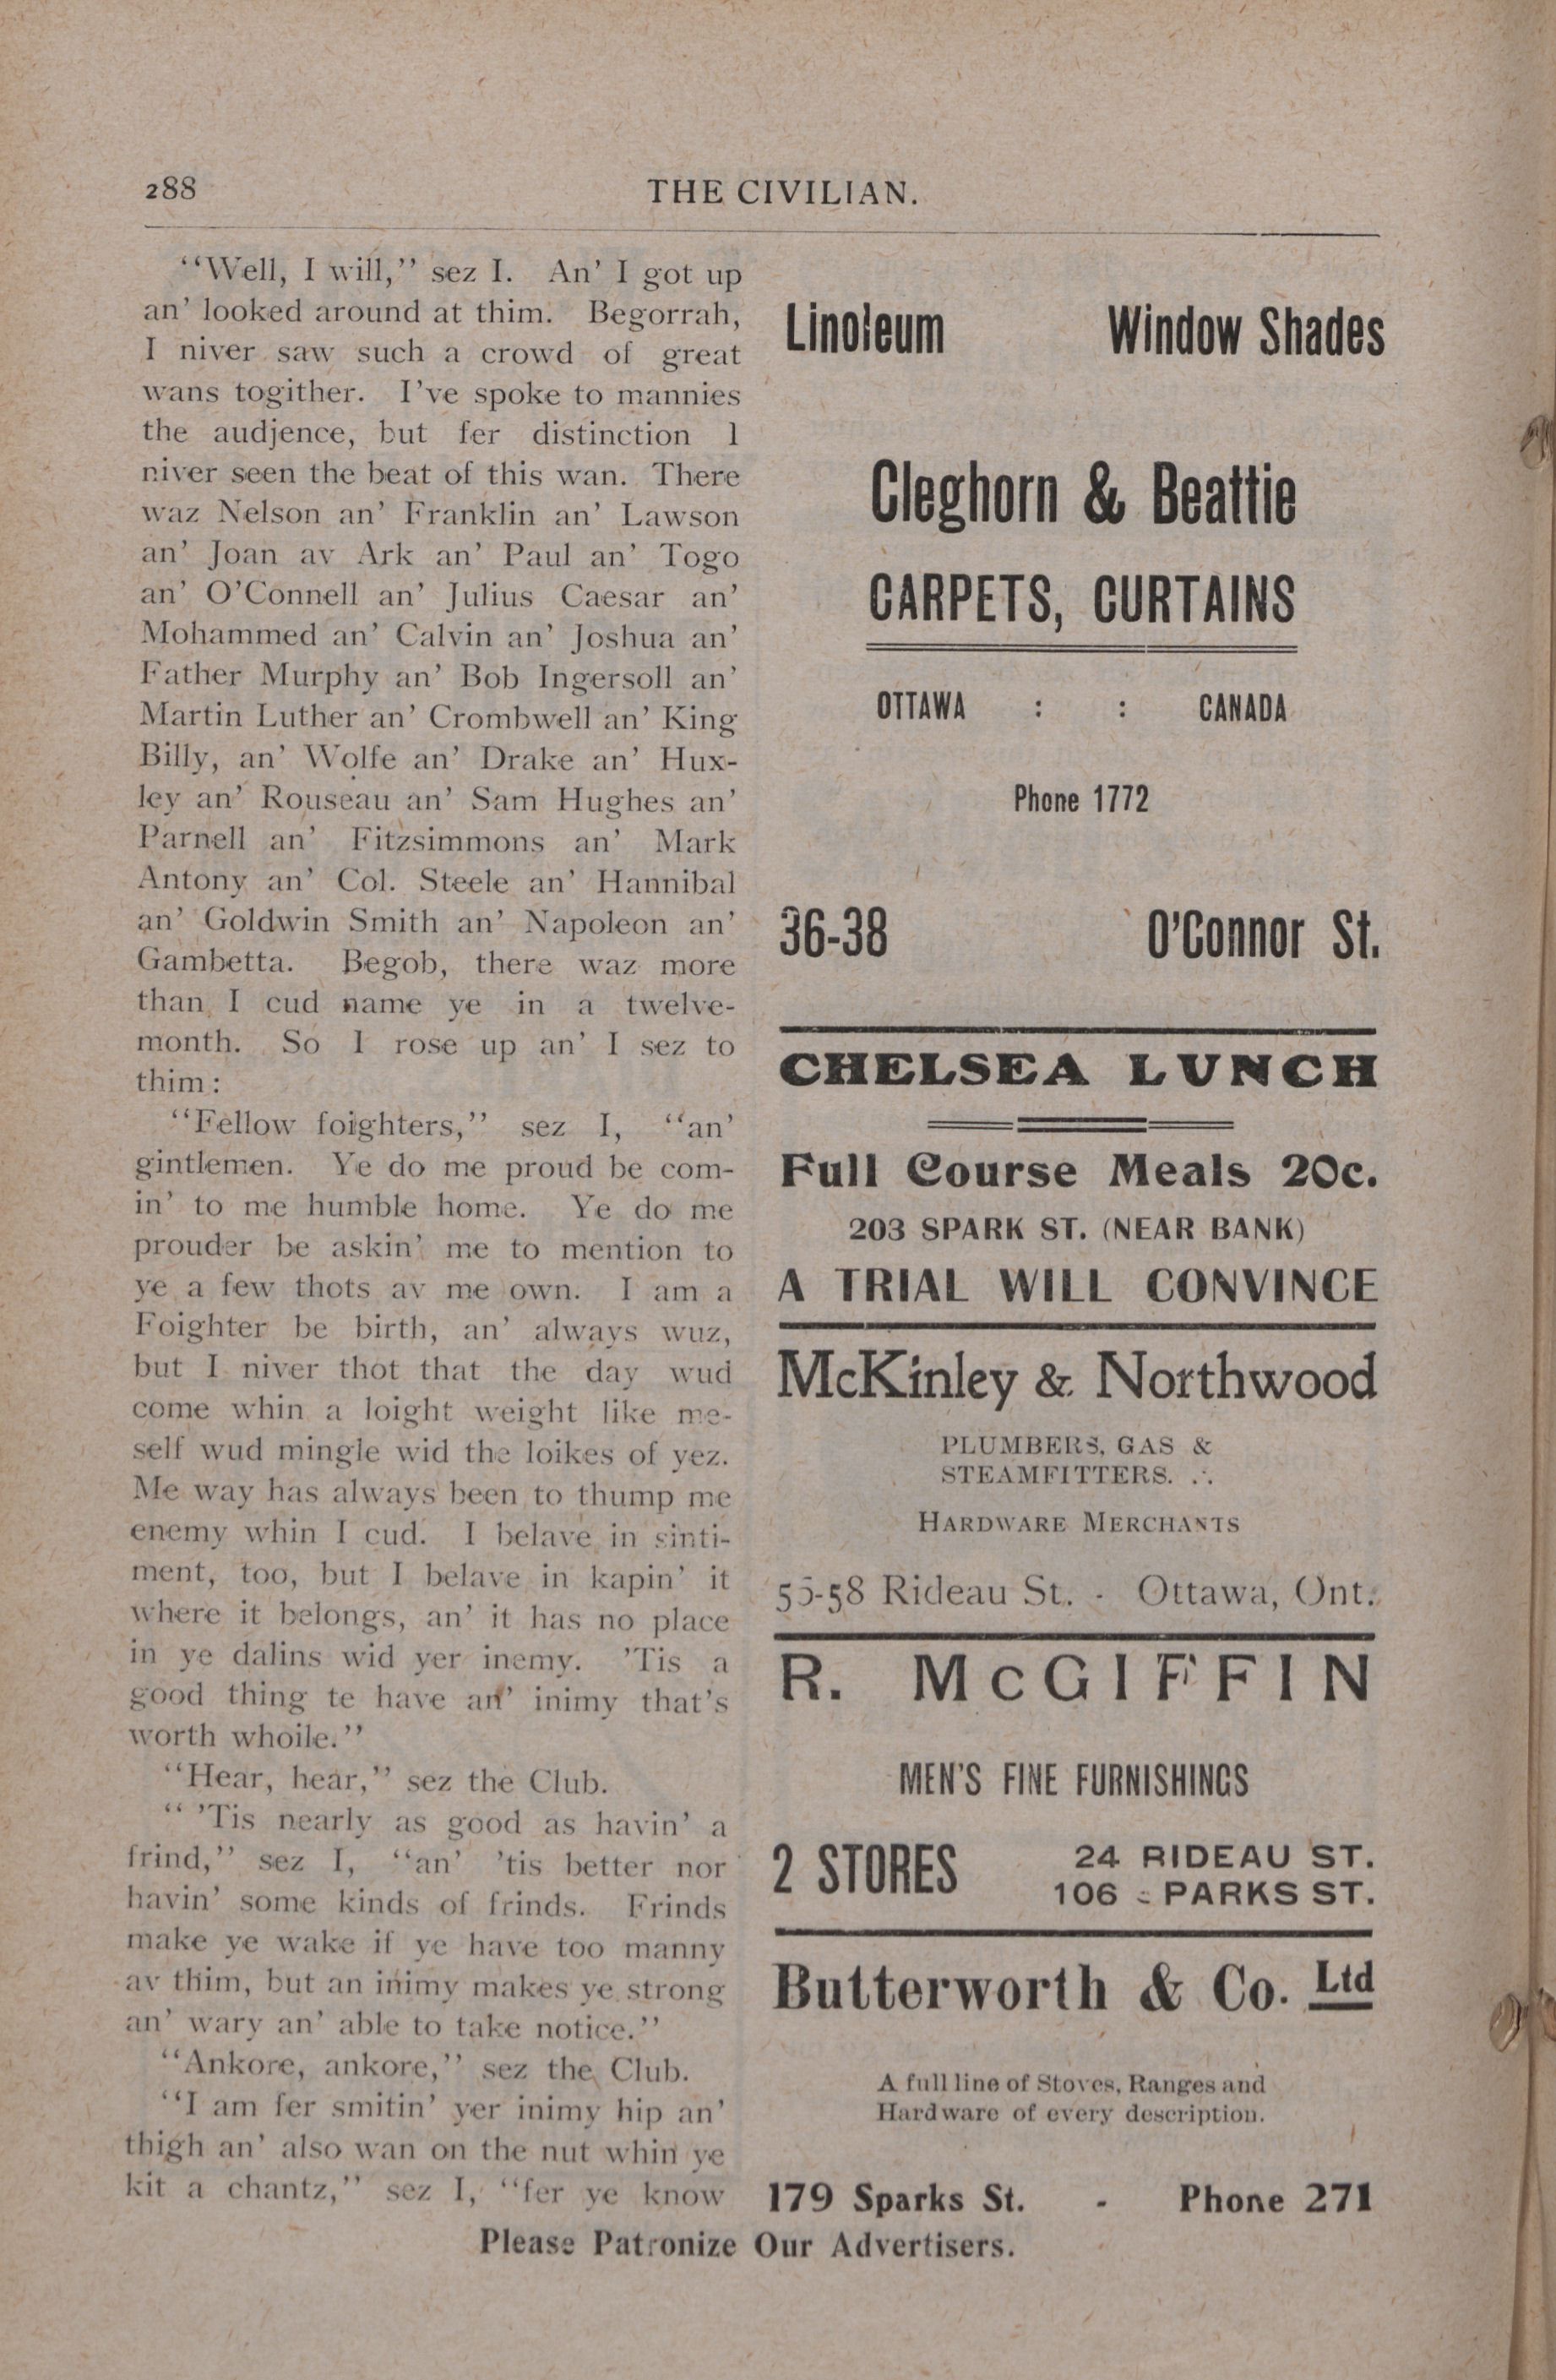 288
THE CIVILIAN.
“Well, I will,” sez I. An’ I got up
an’ looked around at thim. Begorrah,
I niver saw such a crowd of great
wans togither. I’ve spoke to mannies
the audjence, but fer distinction I
niver seen the beat of this wan. There
waz Nelson an’ Franklin an’ Lawson
an’ Joan av Ark an’ Paul an’ Togo
an’ O’Connell an’ Julius Caesar an’
Mohammed an’ Calvin an’ Joshua an’
Father Murphy an’ Bob Ingersoll an’
Martin Luther an’ Crombwell an’ King
Billy, an’ Wolfe an’ Drake an’ Hux-
ley an’ Rouseau an’ Sam Hughes an’
Parnell an’ Fitzsimmons an’ Mark
Antony an’ Col. Steele an’ Hannibal
an’ Goldwin Smith an’ Napoleon an’
Gambetta. Begob, there waz more
than I cud name ye in a twelve-
month. So I rose up an’ I sez to
thim:
“Fellow foighters,” sez I, “an’
gintlemen. Ye do me proud be com-
in’ to me humble home. Ye do me
prouder be askin’ me to mention to
ye a few thots av me own. I am a
Foighter be birth, an’ always wuz,
but I niver thot that the day wud
come whin a loight weight like me-
self wud mingle wid the loikes of yez.
Me way has always been to thump me
enemy whin I cud. I belave in sinti-
ment, too, but I belave in kapin’ it
where it belongs, an’ it has no place
in ye dalins wid yer inemy. ’Tis a
good thing te have an’ inimy that’s
worth whoile.”
“Hear, hear,” sez the Club.
“ ’Tis nearly as good as havin’ a
frind,” sez I, “an’ ’tis better nor
havin’ some kinds of frinds. Frinds
make ye wake if ye have too manny
av thim, but an inimy makes ye strong
an’ wary an’ able to take notice.”
“Ankore, ankore,” sez the Club.
“I am fer smitin’ yer inimy hip an’
thigh an’ also wan on the nut whin ye
kit a chantz,” sez I, “fer ye know
Linoleum Window Shades
Cleghorn & Beattie
CARPETS, CURTAINS
OTTAWA : : CANADA
Phone 1772
36-38 O’Connor St.
CHELSEA LUNCH
Full Course Meals 20c.
203 SPARK ST. (NEAR BANK)
A TRIAL WILL CONVINCE
McKinley & Northwood
PLUMBERS, GAS &
STEAMFITTERS. ∴
HARDWARE MERCHANTS
56-58 Rideau St. - Ottawa, Ont.
R. McGIFFIN
MEN’S FINE FURNISHINGS
2 STORES
24 RIDEAU ST.
106 SPARKS ST.
Butterworth & Co. Ltd
A full line of Stoves, Ranges and
Hardware of every description.
179 Sparks St. - Phone 271
Please Patronize Our Advertisers.